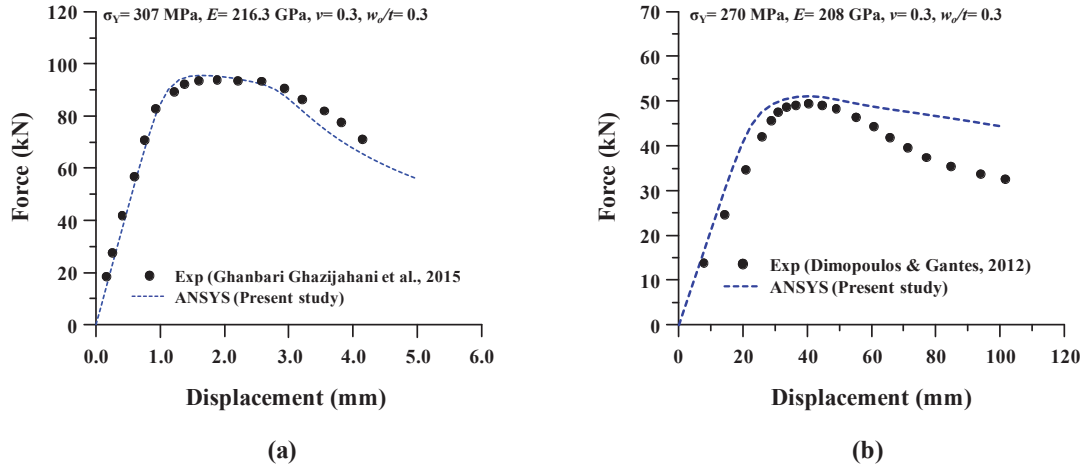 σY= 307 MPa, E= 216.3 GPa, ν= 0.3, wo/t= 0.3
120
100
80
60
40
20
0
Force (kN)
Exp (Ghanbari Ghazijahani et al., 2015
ANSYS (Present study)
0.0 1.0 2.0 3.0 4.0 5.0 6.0
Displacement (mm)
(a)
σY= 270 MPa, E= 208 GPa, ν= 0.3, wo/t= 0.3
70
60
50
40
30
20
10
0
Force (kN)
Exp (Dimopoulos & Gantes, 2012)
ANSYS (Present study)
0 20 40 60 80 100 120
Displacement (mm)
(b)